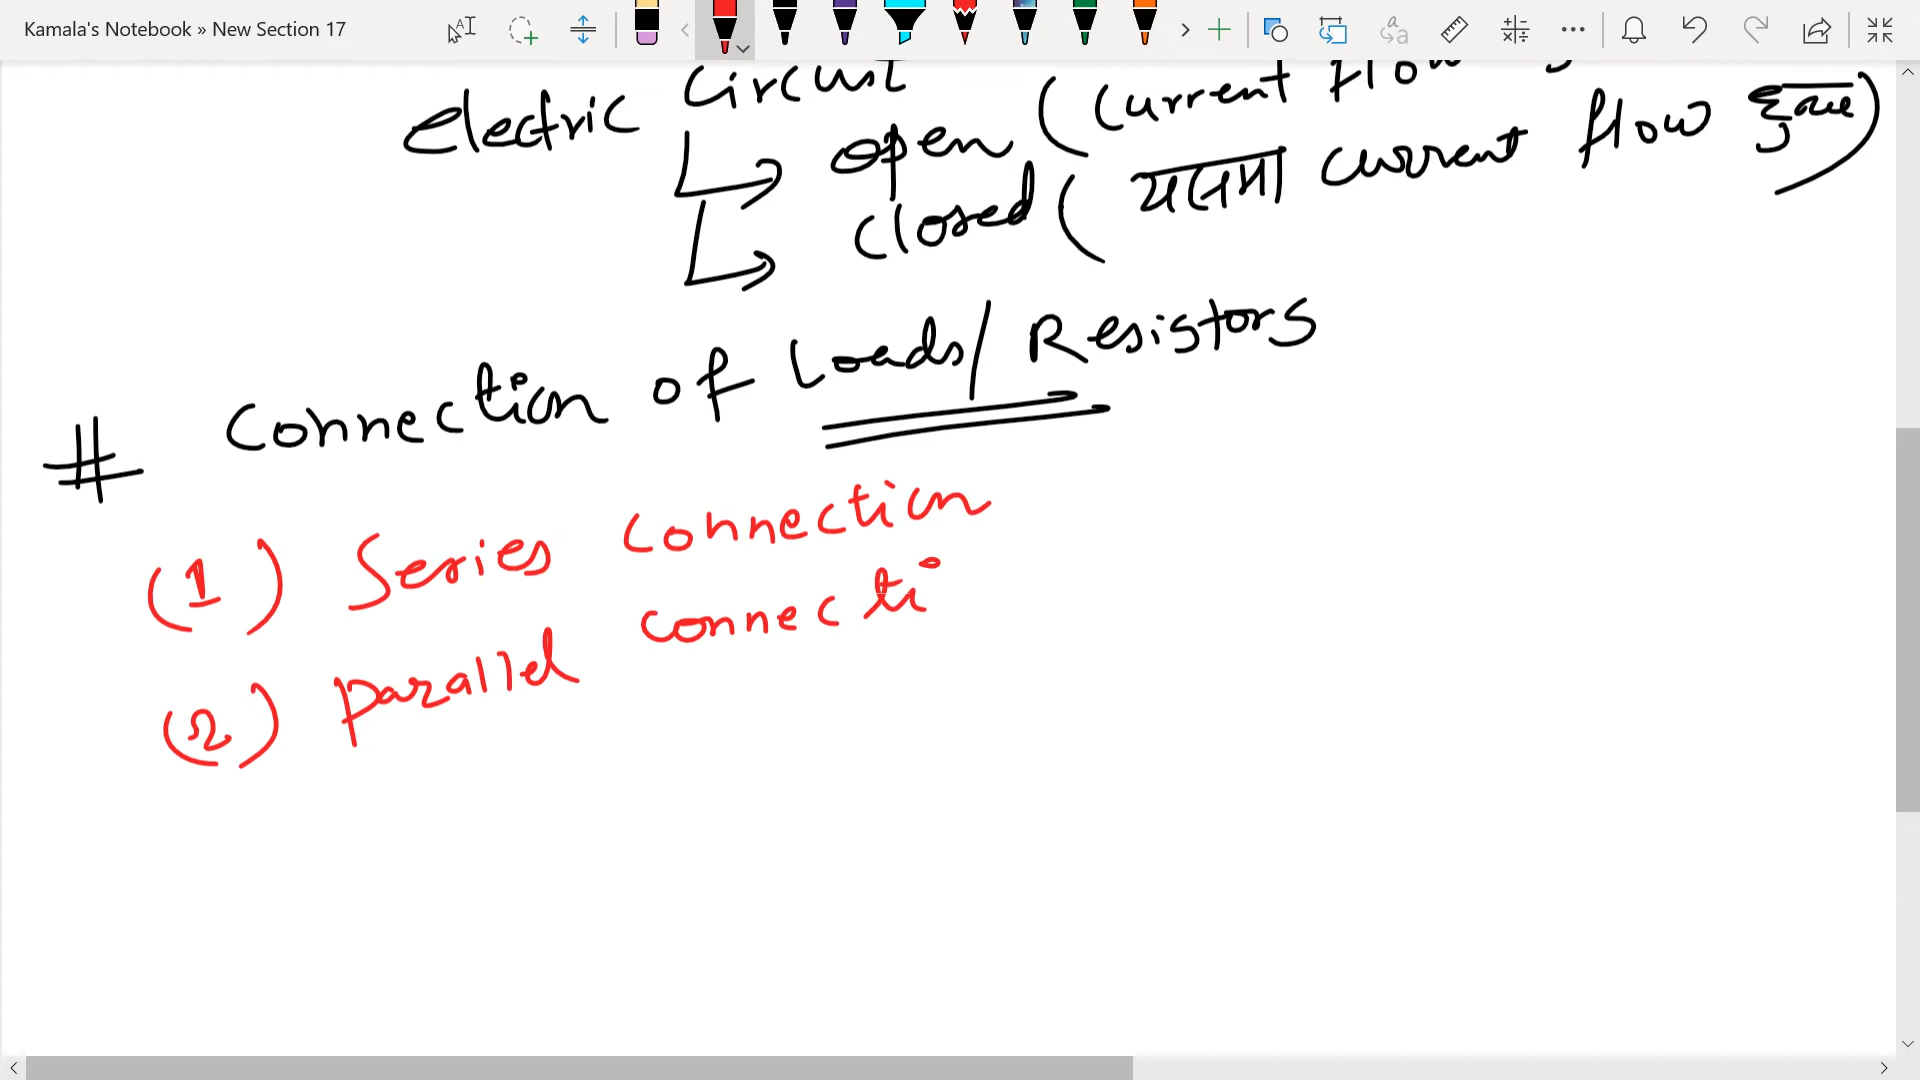 Kamala's Notebook » New Section 17
electric circuit
open (current flow
closed ( यसमा current flow हुन्छ)
# Connection of Loads/Resistors
(1) Series connection
(2) parallel connecti